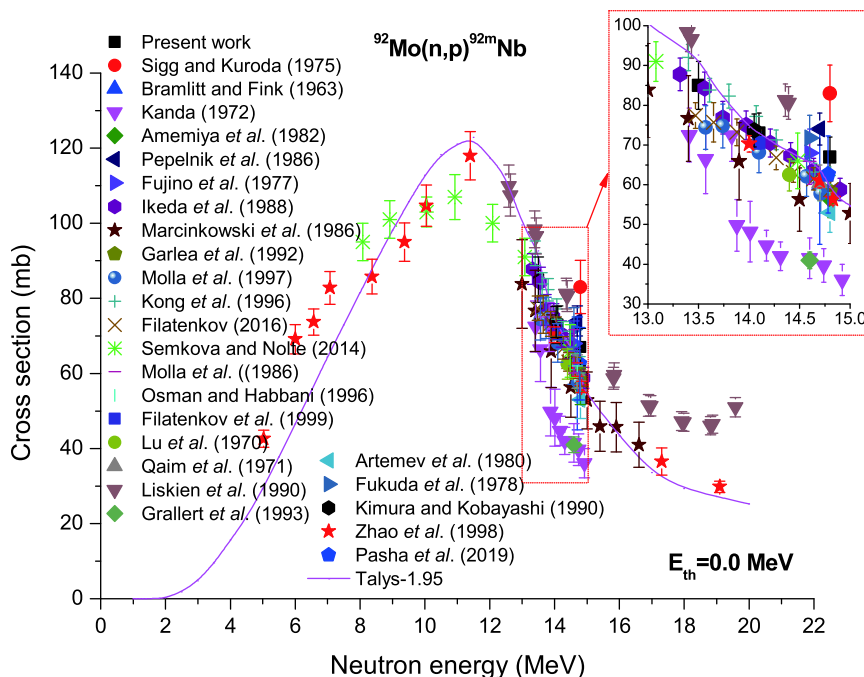 ⁹²Mo(n,p)⁹²ᵐNb
Present work
Sigg and Kuroda (1975)
Bramlitt and Fink (1963)
Kanda (1972)
Amemiya et al. (1982)
Pepelnik et al. (1986)
Fujino et al. (1977)
Ikeda et al. (1988)
Marcinkowski et al. (1986)
Garlea et al. (1992)
Molla et al. (1997)
Kong et al. (1996)
Filatenkov (2016)
Semkova and Nolte (2014)
Molla et al. ((1986)
Osman and Habbani (1996)
Filatenkov et al. (1999)
Lu et al. (1970)
Qaim et al. (1971)
Liskien et al. (1990)
Grallert et al. (1993)
Artemev et al. (1980)
Fukuda et al. (1978)
Kimura and Kobayashi (1990)
Zhao et al. (1998)
Pasha et al. (2019)
Talys-1.95
E_th=0.0 MeV
Cross section (mb)
140
120
100
80
60
40
20
0
0 2 4 6 8 10 12 14 16 18 20 22
Neutron energy (MeV)
100
90
80
70
60
50
40
30
13.0 13.5 14.0 14.5 15.0